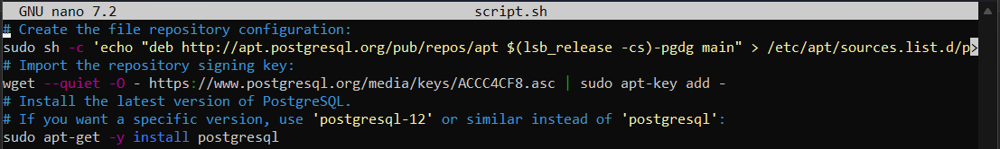 GNU nano 7.2 script.sh
# Create the file repository configuration:
sudo sh -c 'echo "deb http://apt.postgresql.org/pub/repos/apt $(lsb_release -cs)-pgdg main" > /etc/apt/sources.list.d/p>
# Import the repository signing key:
wget --quiet -O - https://www.postgresql.org/media/keys/ACCC4CF8.asc | sudo apt-key add -
# Install the latest version of PostgreSQL.
# If you want a specific version, use 'postgresql-12' or similar instead of 'postgresql':
sudo apt-get -y install postgresql